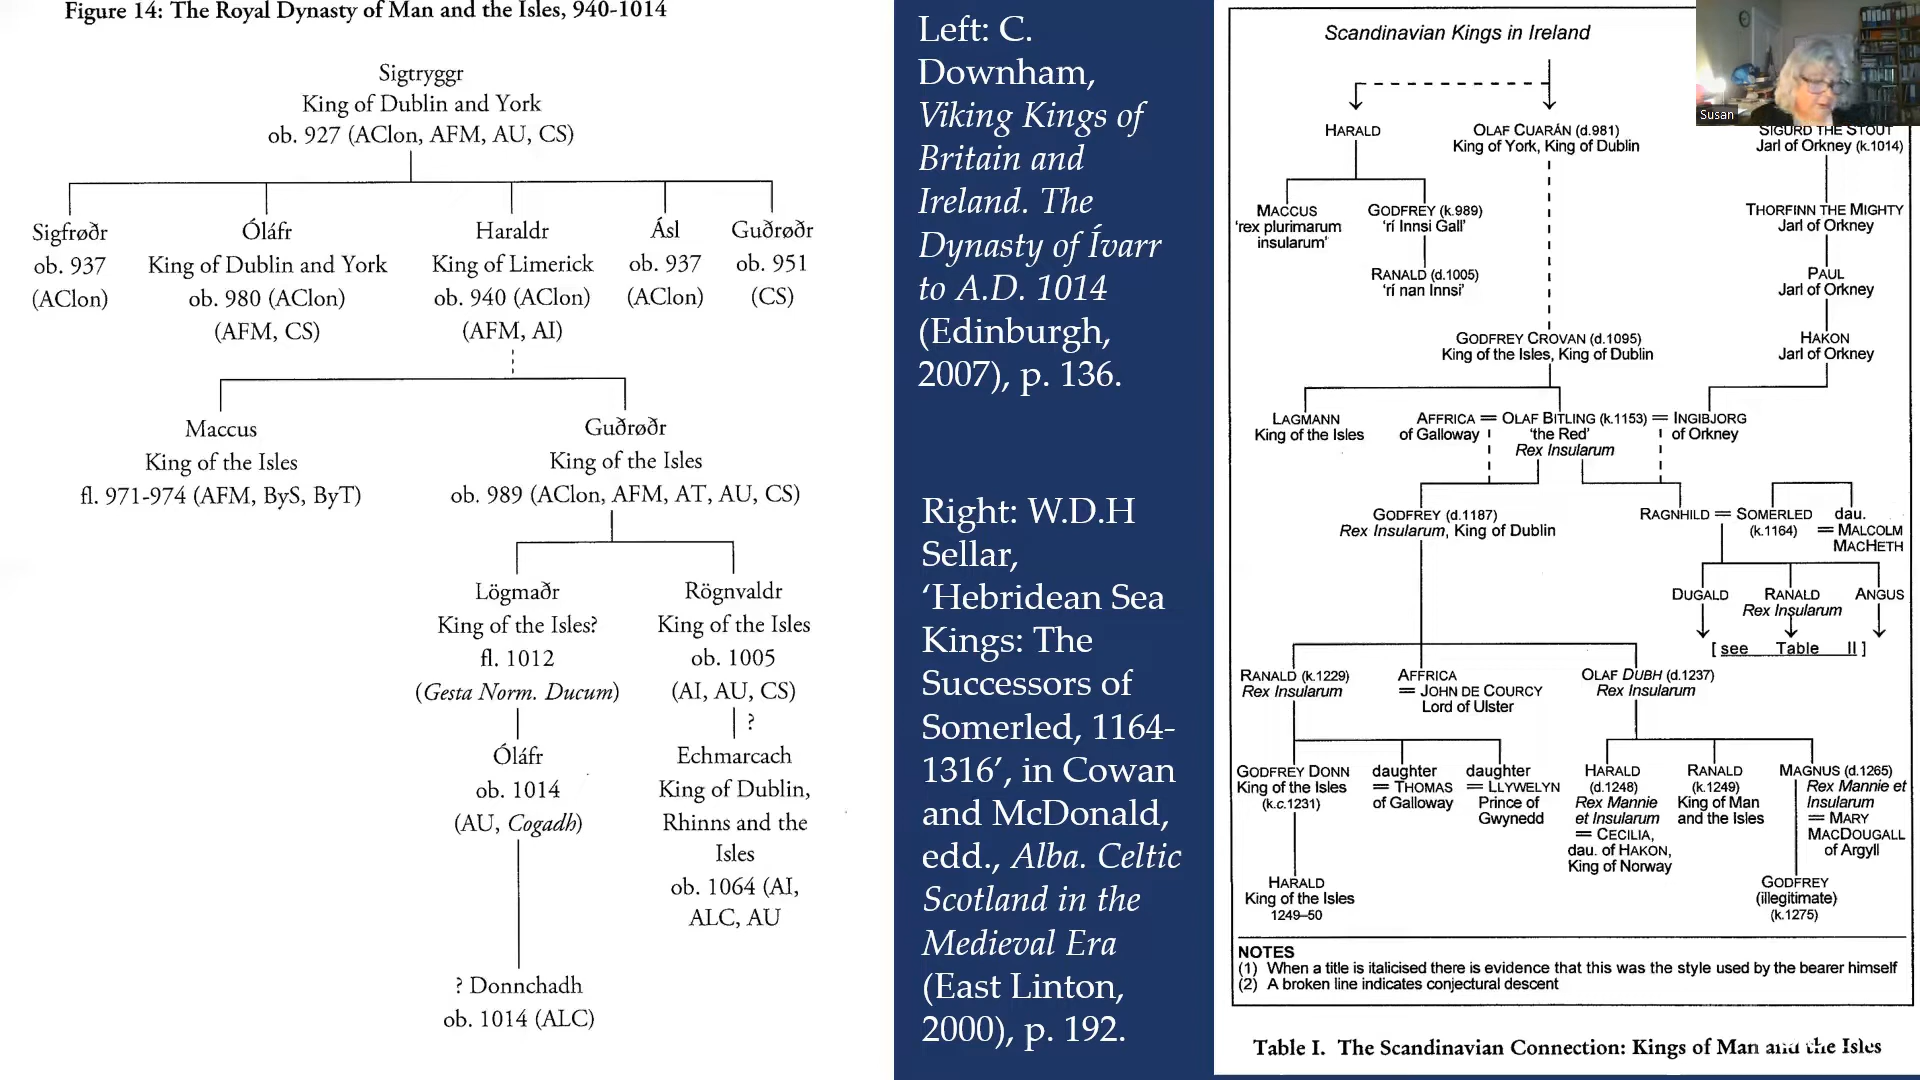 Figure 14: The Royal Dynasty of Man and the Isles, 940-1014
Sigtryggr
King of Dublin and York
ob. 927 (AClon, AFM, AU, CS)
Sigfrøðr
ob. 937
(AClon)
Óláfr
King of Dublin and York
ob. 980 (AClon)
(AFM, CS)
Haraldr
King of Limerick
ob. 940 (AClon)
(AFM, AI)
Ásl
ob. 937
(AClon)
Guðrøðr
ob. 951
(CS)
Maccus
King of the Isles
fl. 971-974 (AFM, ByS, ByT)
Guðrøðr
King of the Isles
ob. 989 (AClon, AFM, AT, AU, CS)
Lögmaðr
King of the Isles?
fl. 1012
(Gesta Norm. Ducum)
Rögnvaldr
King of the Isles
ob. 1005
(AI, AU, CS)
?
Óláfr
ob. 1014
(AU, Cogadh)
Echmarcach
King of Dublin,
Rhinns and the
Isles
ob. 1064 (AI,
ALC, AU
? Donnchadh
ob. 1014 (ALC)
Left: C.
Downham,
Viking Kings of
Britain and
Ireland. The
Dynasty of Ívarr
to A.D. 1014
(Edinburgh,
2007), p. 136.
Right: W.D.H
Sellar,
‘Hebridean Sea
Kings: The
Successors of
Somerled, 1164-
1316’, in Cowan
and McDonald,
edd., Alba. Celtic
Scotland in the
Medieval Era
(East Linton,
2000), p. 192.
Scandinavian Kings in Ireland
Susan
HARALD
OLAF CUARÁN (d.981)
King of York, King of Dublin
SIGURD THE STOUT
Jarl of Orkney (k.1014)
MACCUS
'rex plurimarum
insularum'
GODFREY (k.989)
'rí Innsi Gall'
RANALD (d.1005)
'rí nan Innsi'
THORFINN THE MIGHTY
Jarl of Orkney
PAUL
Jarl of Orkney
HAKON
Jarl of Orkney
GODFREY CROVAN (d.1095)
King of the Isles, King of Dublin
LAGMANN
King of the Isles
AFFRICA
of Galloway
= OLAF BITLING (k.1153) =
'the Red'
Rex Insularum
INGIBJORG
of Orkney
GODFREY (d.1187)
Rex Insularum, King of Dublin
RAGNHILD = SOMERLED
(k.1164)
dau.
= MALCOLM
MACHETH
DUGALD
RANALD
Rex Insularum
ANGUS
[ see Table II ]
RANALD (k.1229)
Rex Insularum
AFFRICA
= JOHN DE COURCY
Lord of Ulster
OLAF DUBH (d.1237)
Rex Insularum
GODFREY DONN
King of the Isles
(k.c.1231)
daughter
= THOMAS
of Galloway
daughter
= LLYWELYN
Prince of
Gwynedd
HARALD
(d.1248)
Rex Mannie
et Insularum
= CECILIA,
dau. of HAKON,
King of Norway
RANALD
(k.1249)
King of Man
and the Isles
MAGNUS (d.1265)
Rex Mannie et
Insularum
= MARY
MACDOUGALL
of Argyll
HARALD
King of the Isles
1249–50
GODFREY
(illegitimate)
(k.1275)
NOTES
(1) When a title is italicised there is evidence that this was the style used by the bearer himself
(2) A broken line indicates conjectural descent
Table I. The Scandinavian Connection: Kings of Man and the Isles